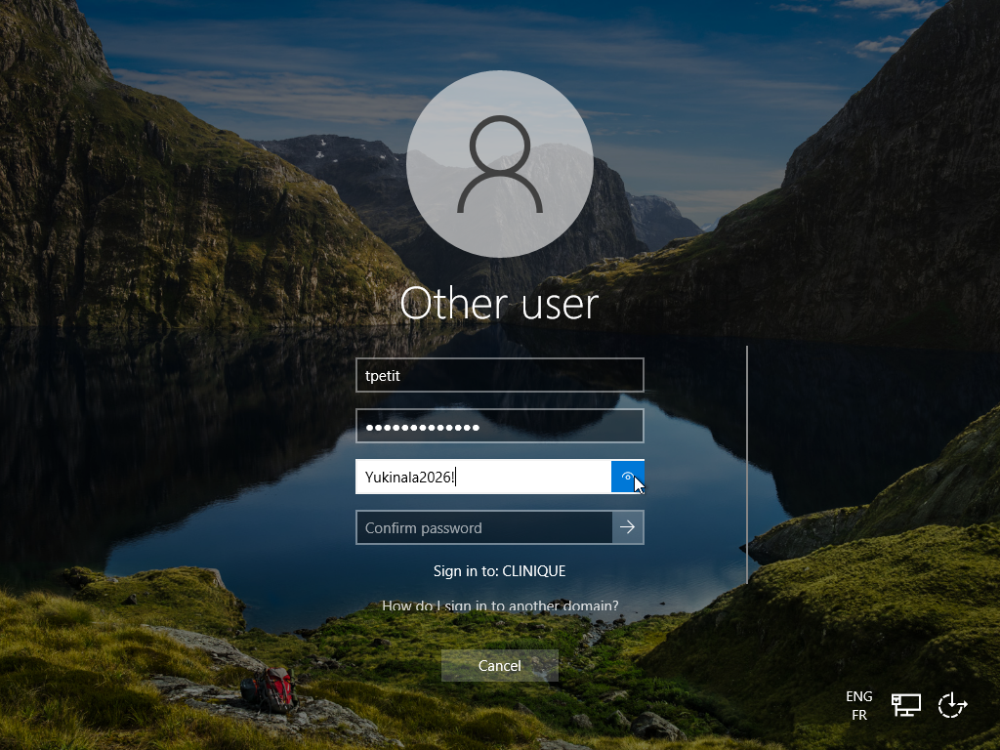 Other user
tpetit
●●●●●●●●●●●●●
Yukinala2026!
Confirm password
Sign in to: CLINIQUE
How do I sign in to another domain?
Cancel
ENG
FR